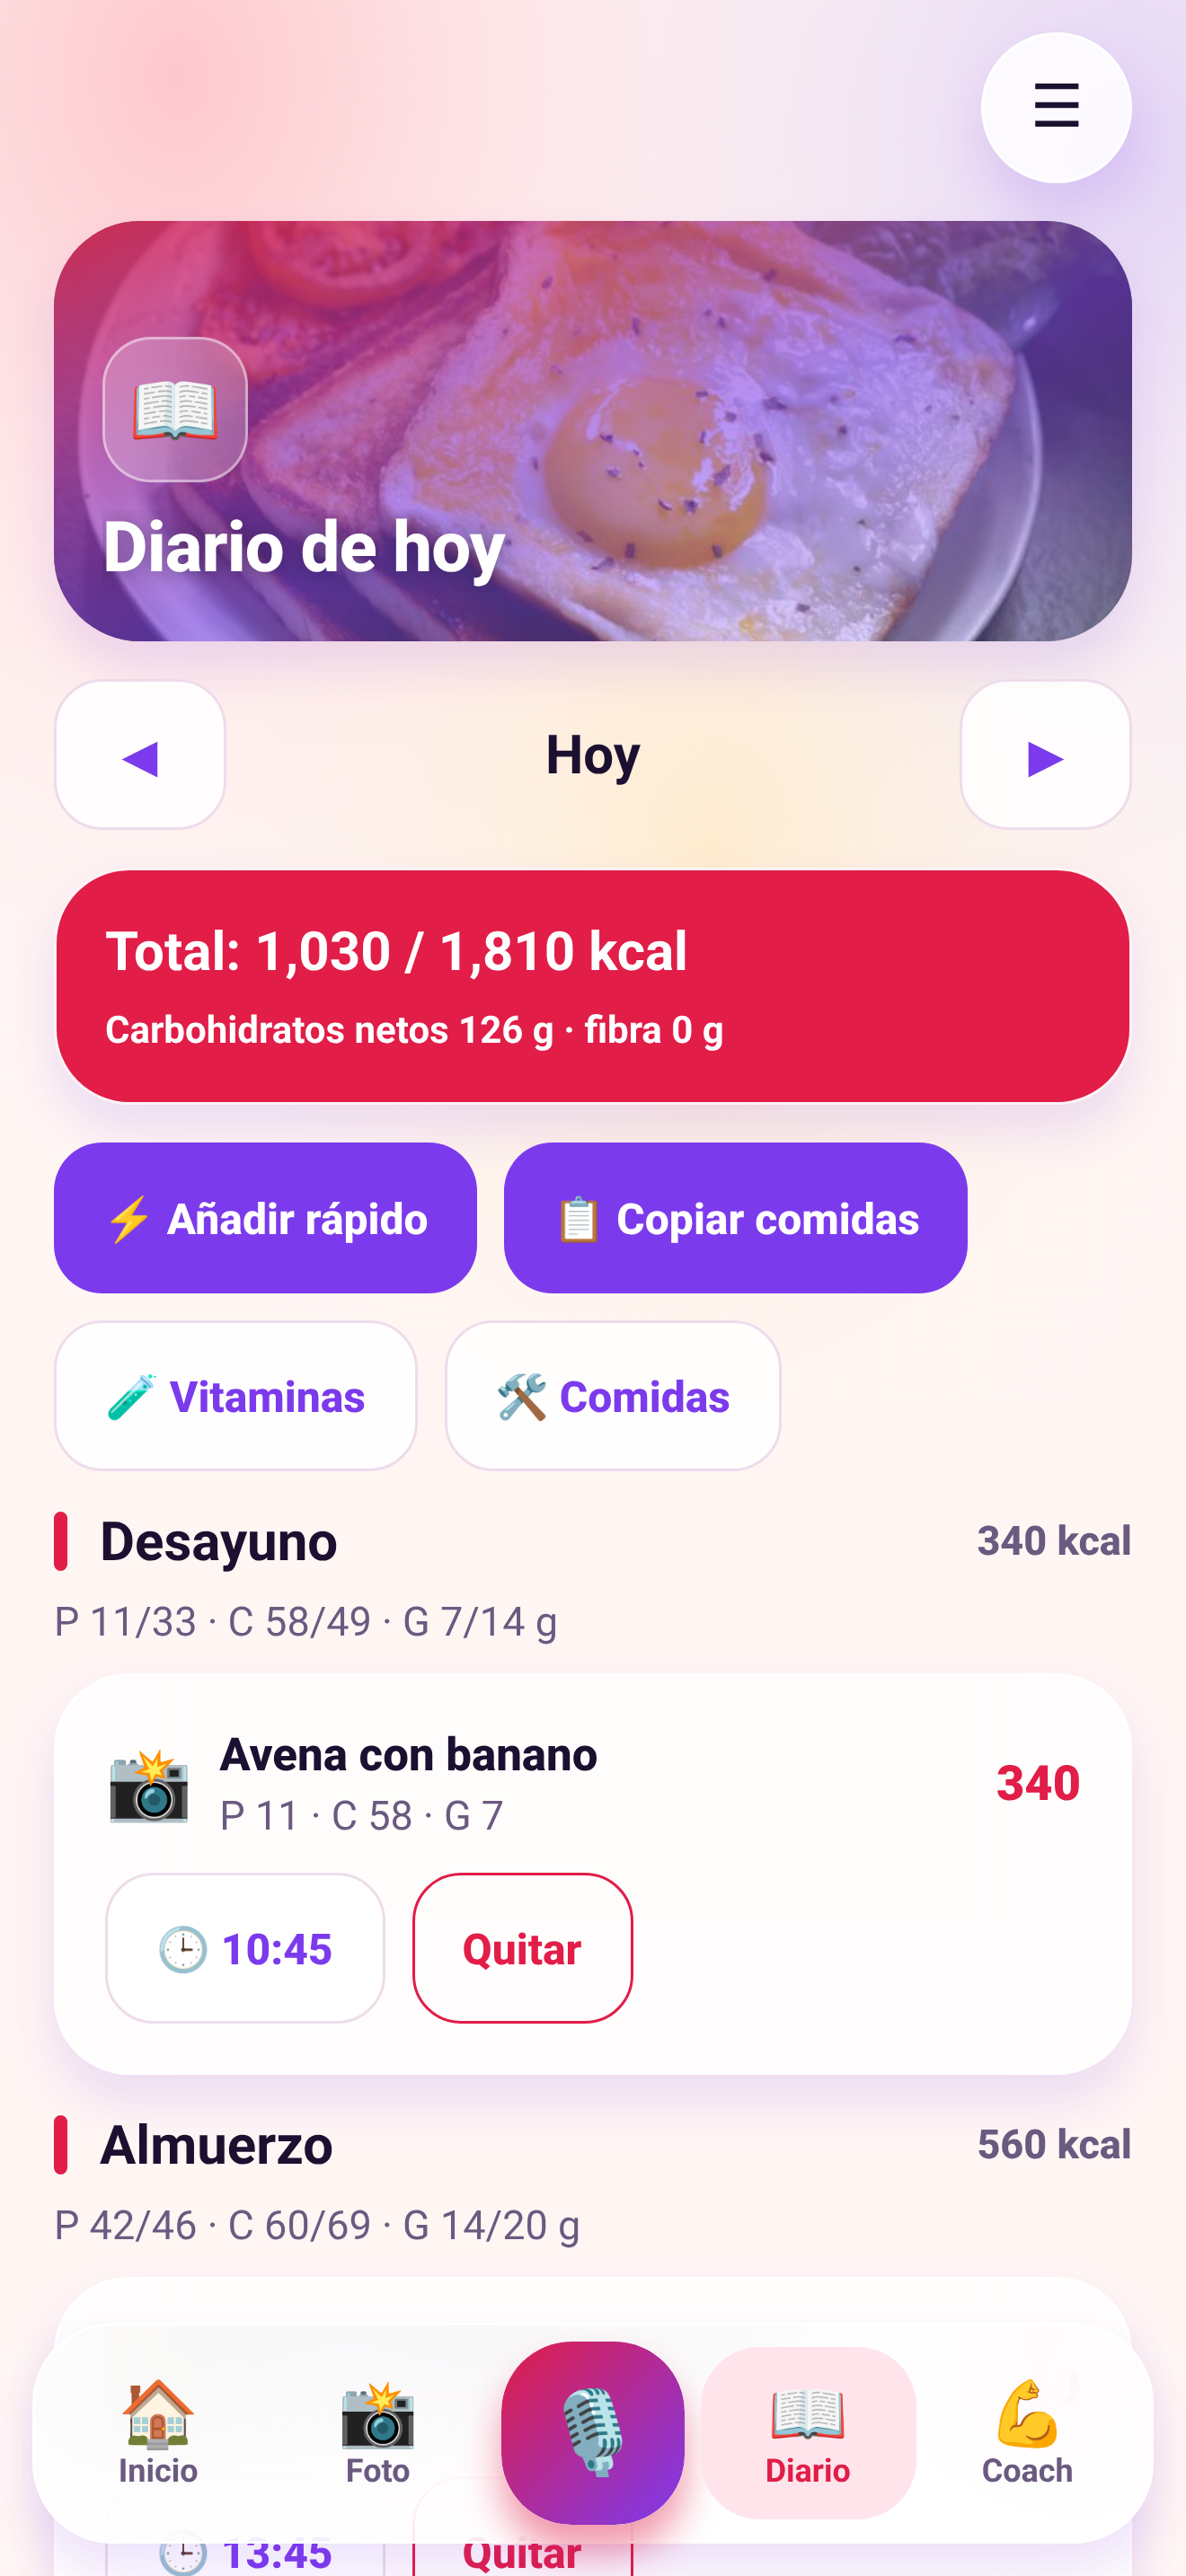 ☰
Diario de hoy
◀ Hoy ▶
Total: 1,030 / 1,810 kcal
Carbohidratos netos 126 g · fibra 0 g
⚡ Añadir rápido
📋 Copiar comidas
🧪 Vitaminas
🛠️ Comidas
Desayuno 340 kcal
P 11/33 · C 58/49 · G 7/14 g
Avena con banano
P 11 · C 58 · G 7
340
🕒 10:45
Quitar
Almuerzo 560 kcal
P 42/46 · C 60/69 · G 14/20 g
Inicio
Foto
Diario
Coach
🕒 13:45
Quitar